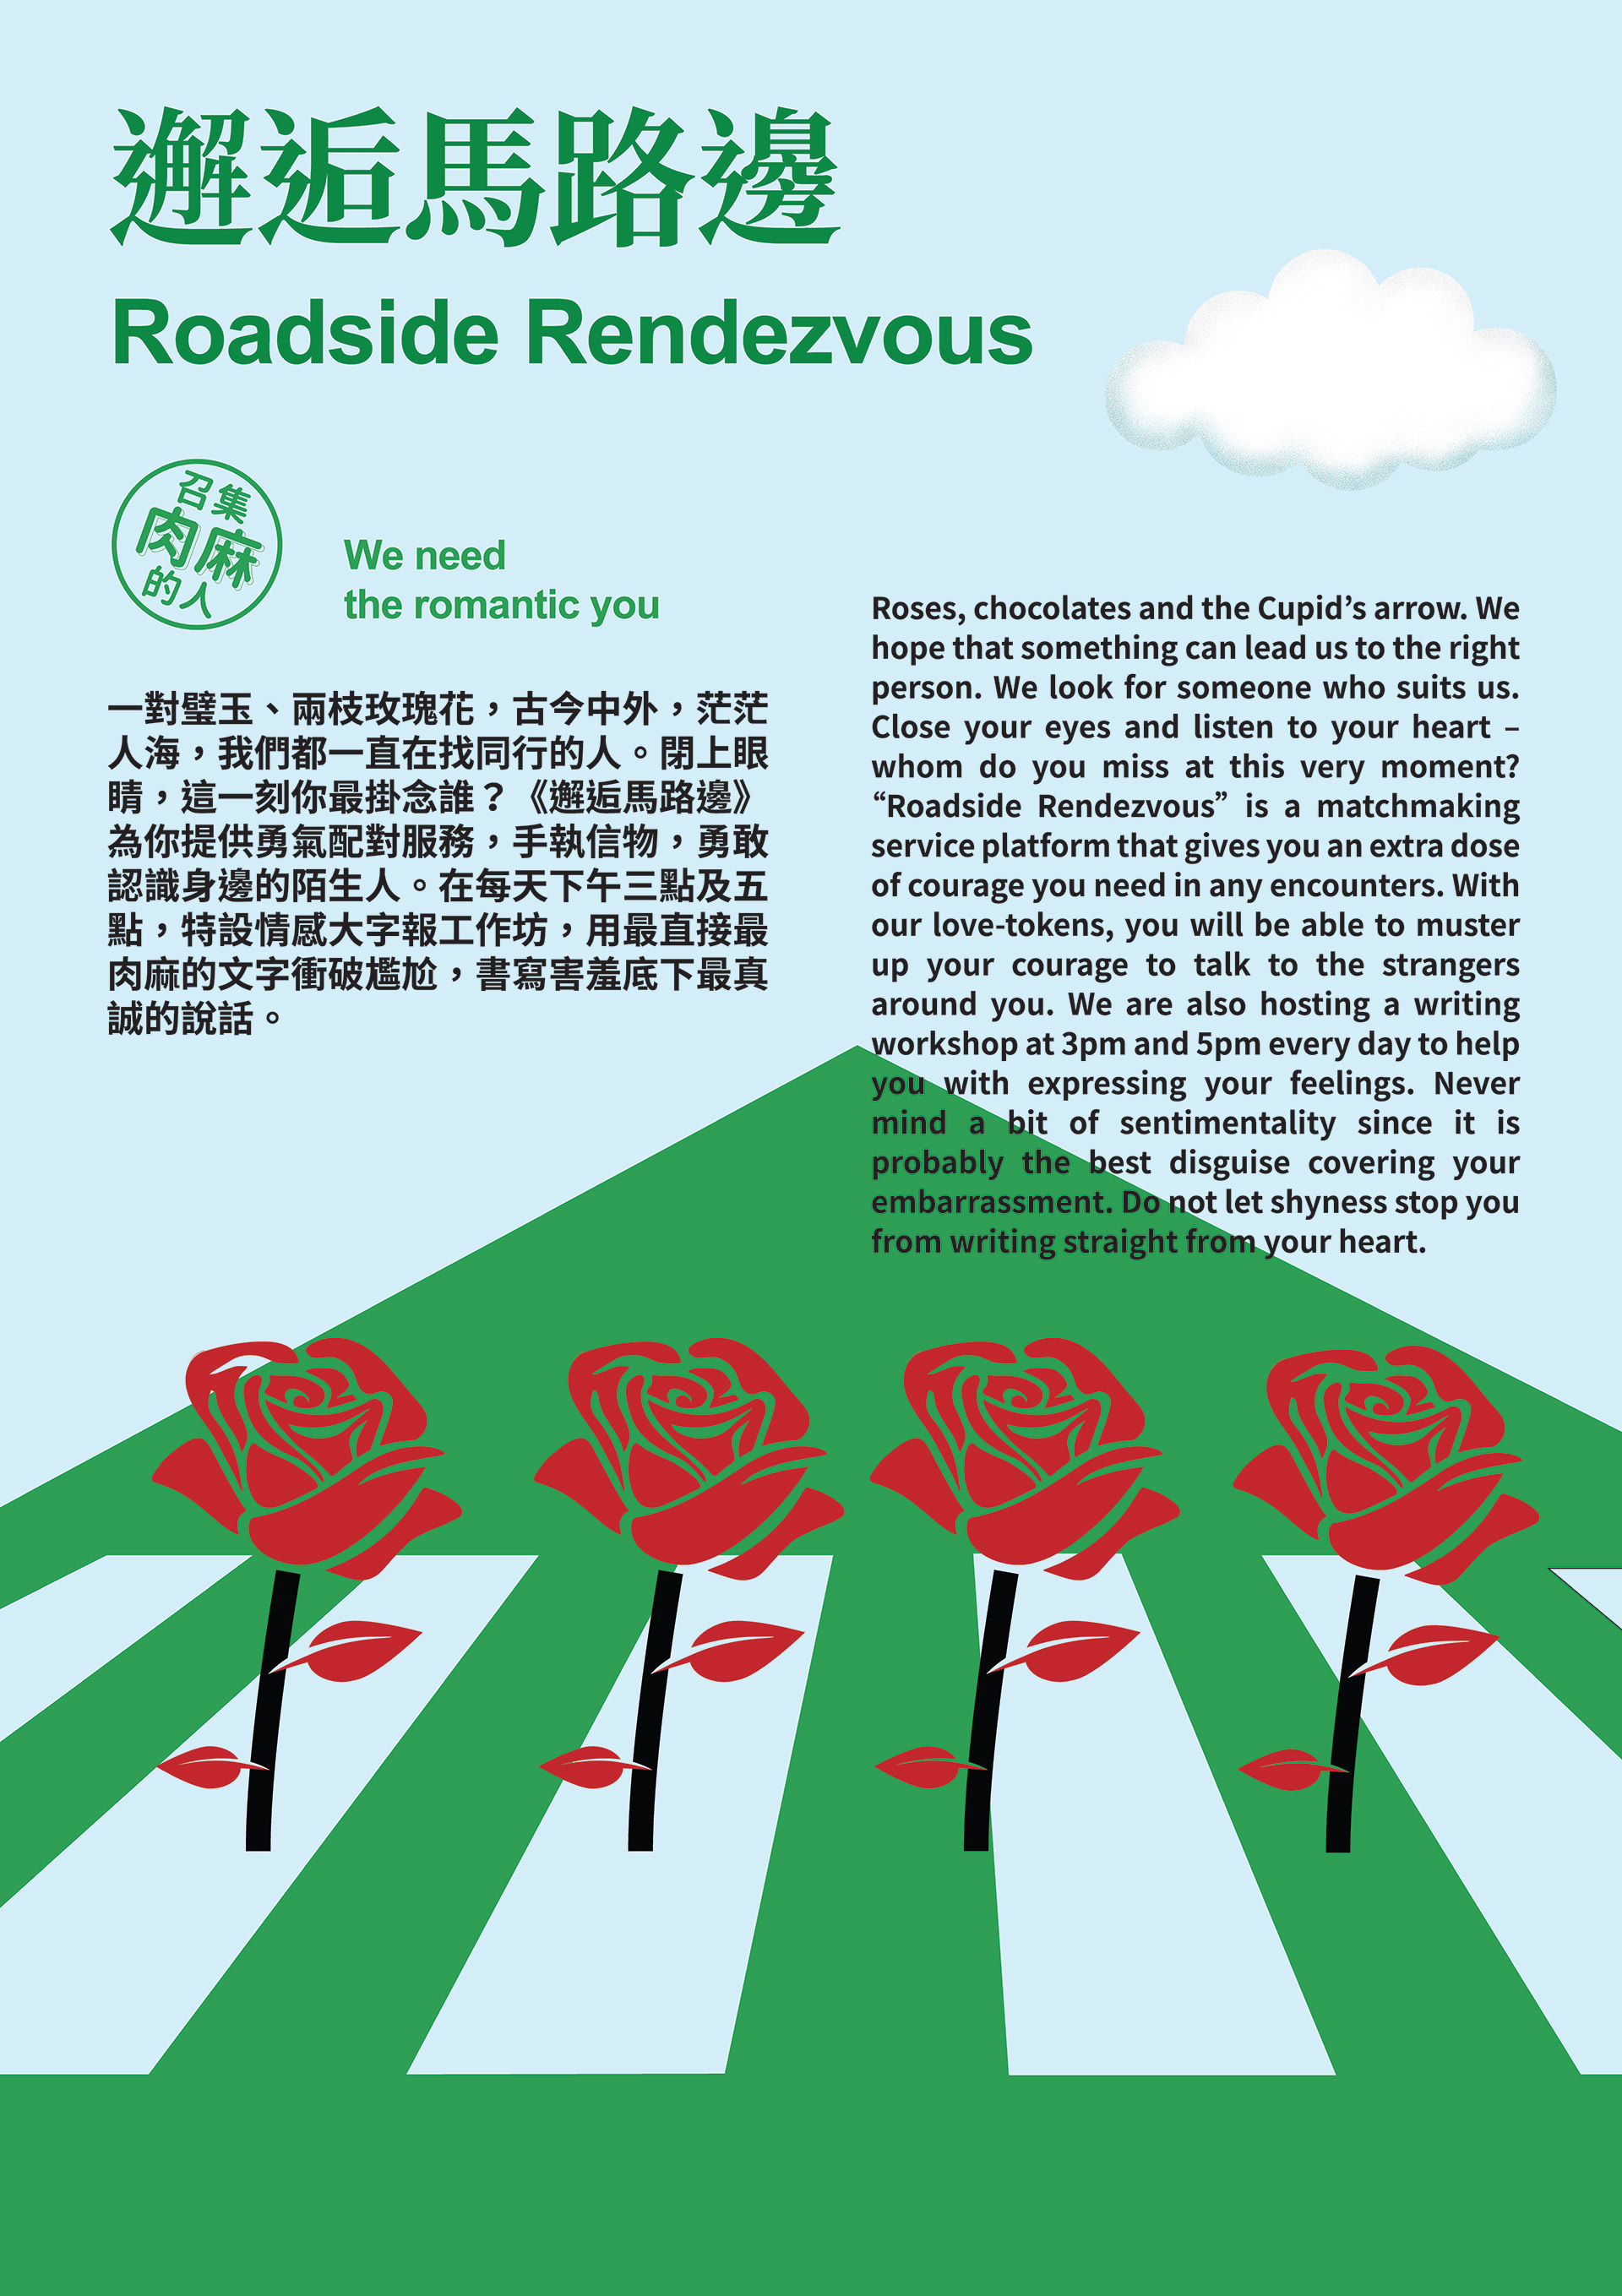 邂逅馬路邊
Roadside Rendezvous
召集
肉麻
的人
We need
the romantic you
一對璧玉、兩枝玫瑰花，古今中外，茫茫
人海，我們都一直在找同行的人。閉上眼
睛，這一刻你最掛念誰？《邂逅馬路邊》
為你提供勇氣配對服務，手執信物，勇敢
認識身邊的陌生人。在每天下午三點及五
點，特設情感大字報工作坊，用最直接最
肉麻的文字衝破尷尬，書寫害羞底下最真
誠的說話。
Roses, chocolates and the Cupid’s arrow. We
hope that something can lead us to the right
person. We look for someone who suits us.
Close your eyes and listen to your heart –
whom do you miss at this very moment?
“Roadside Rendezvous” is a matchmaking
service platform that gives you an extra dose
of courage you need in any encounters. With
our love-tokens, you will be able to muster
up your courage to talk to the strangers
around you. We are also hosting a writing
workshop at 3pm and 5pm every day to help
you with expressing your feelings. Never
mind a bit of sentimentality since it is
probably the best disguise covering your
embarrassment. Do not let shyness stop you
from writing straight from your heart.